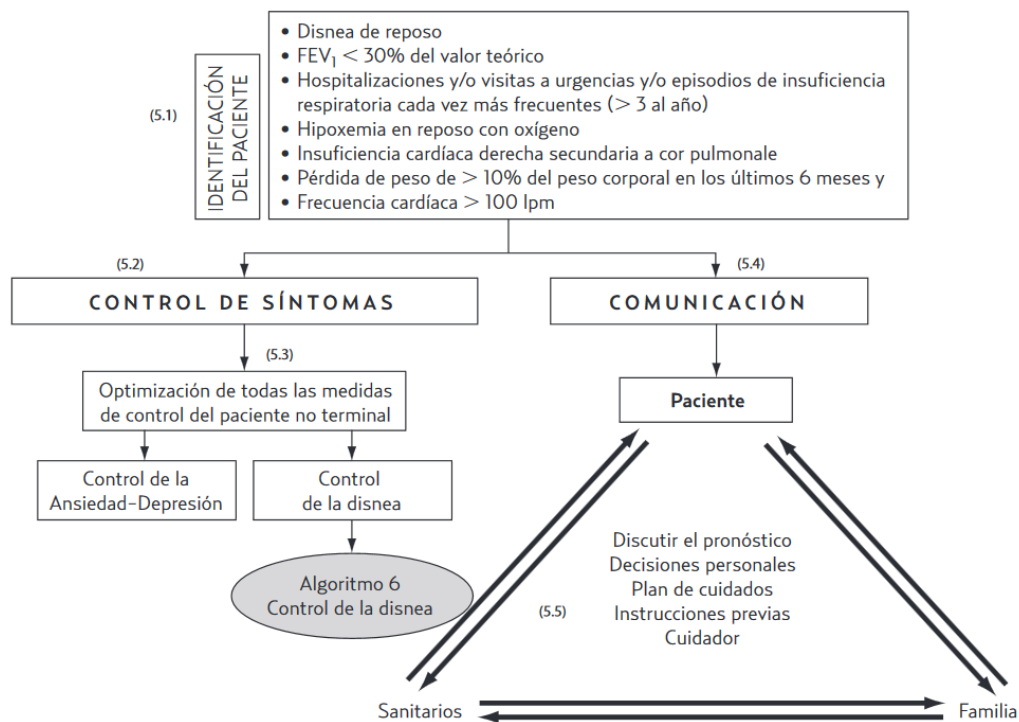 (5.1)
IDENTIFICACIÓN
DEL PACIENTE
• Disnea de reposo
• FEV₁ < 30% del valor teórico
• Hospitalizaciones y/o visitas a urgencias y/o episodios de insuficiencia
respiratoria cada vez más frecuentes (> 3 al año)
• Hipoxemia en reposo con oxígeno
• Insuficiencia cardíaca derecha secundaria a cor pulmonale
• Pérdida de peso de > 10% del peso corporal en los últimos 6 meses y
• Frecuencia cardíaca > 100 lpm
(5.2)
CONTROL DE SÍNTOMAS
(5.3)
Optimización de todas las medidas
de control del paciente no terminal
Control de la
Ansiedad–Depresión
Control
de la disnea
Algoritmo 6
Control de la disnea
(5.4)
COMUNICACIÓN
Paciente
Discutir el pronóstico
Decisiones personales
Plan de cuidados
(5.5)
Instrucciones previas
Cuidador
Sanitarios
Familia